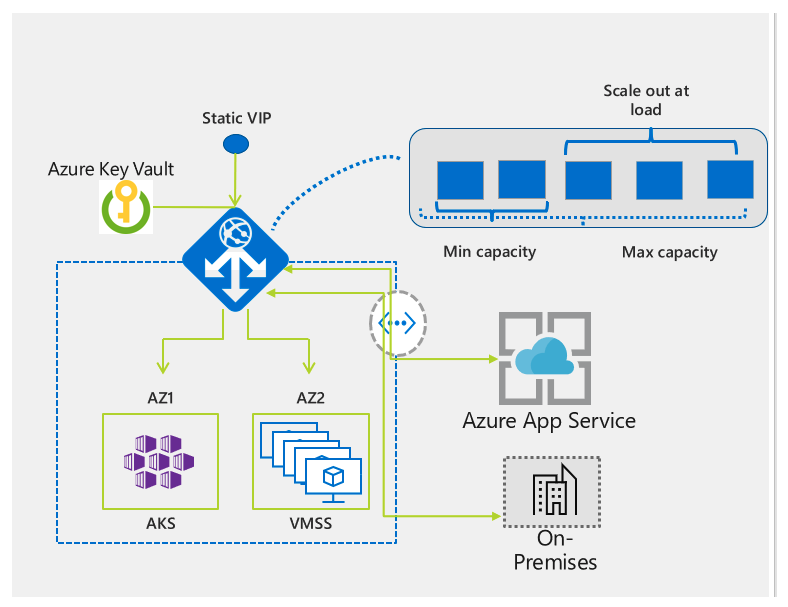 Scale out at
load
Static VIP
Azure Key Vault
Min capacity
Max capacity
AZ1
AZ2
Azure App Service
AKS
VMSS
On-
Premises